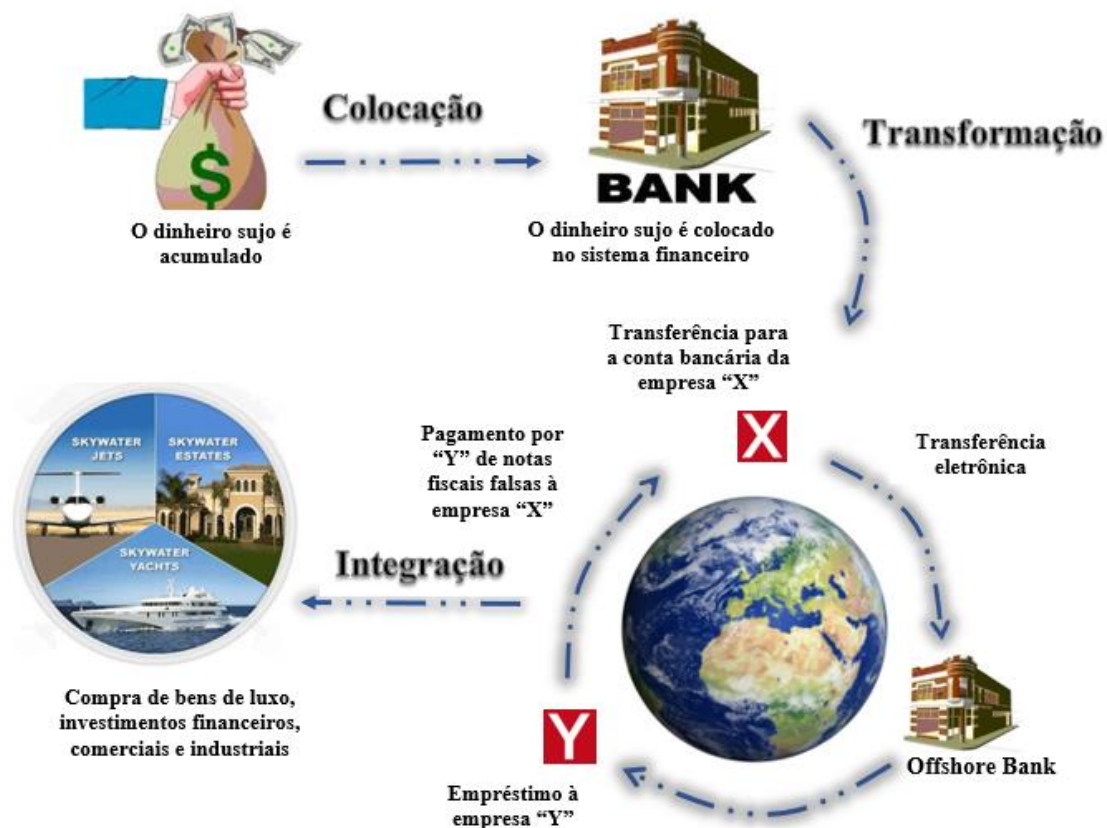 Colocação
Transformação
$
BANK
O dinheiro sujo é
acumulado
O dinheiro sujo é colocado
no sistema financeiro
Transferência para
a conta bancária da
empresa “X”
X
Transferência
eletrônica
Pagamento por
“Y” de notas
fiscais falsas à
empresa “X”
Integração
SKYWATER
JETS
SKYWATER
ESTATES
SKYWATER
YACHTS
Compra de bens de luxo,
investimentos financeiros,
comerciais e industriais
Y
Empréstimo à
empresa “Y”
Offshore Bank